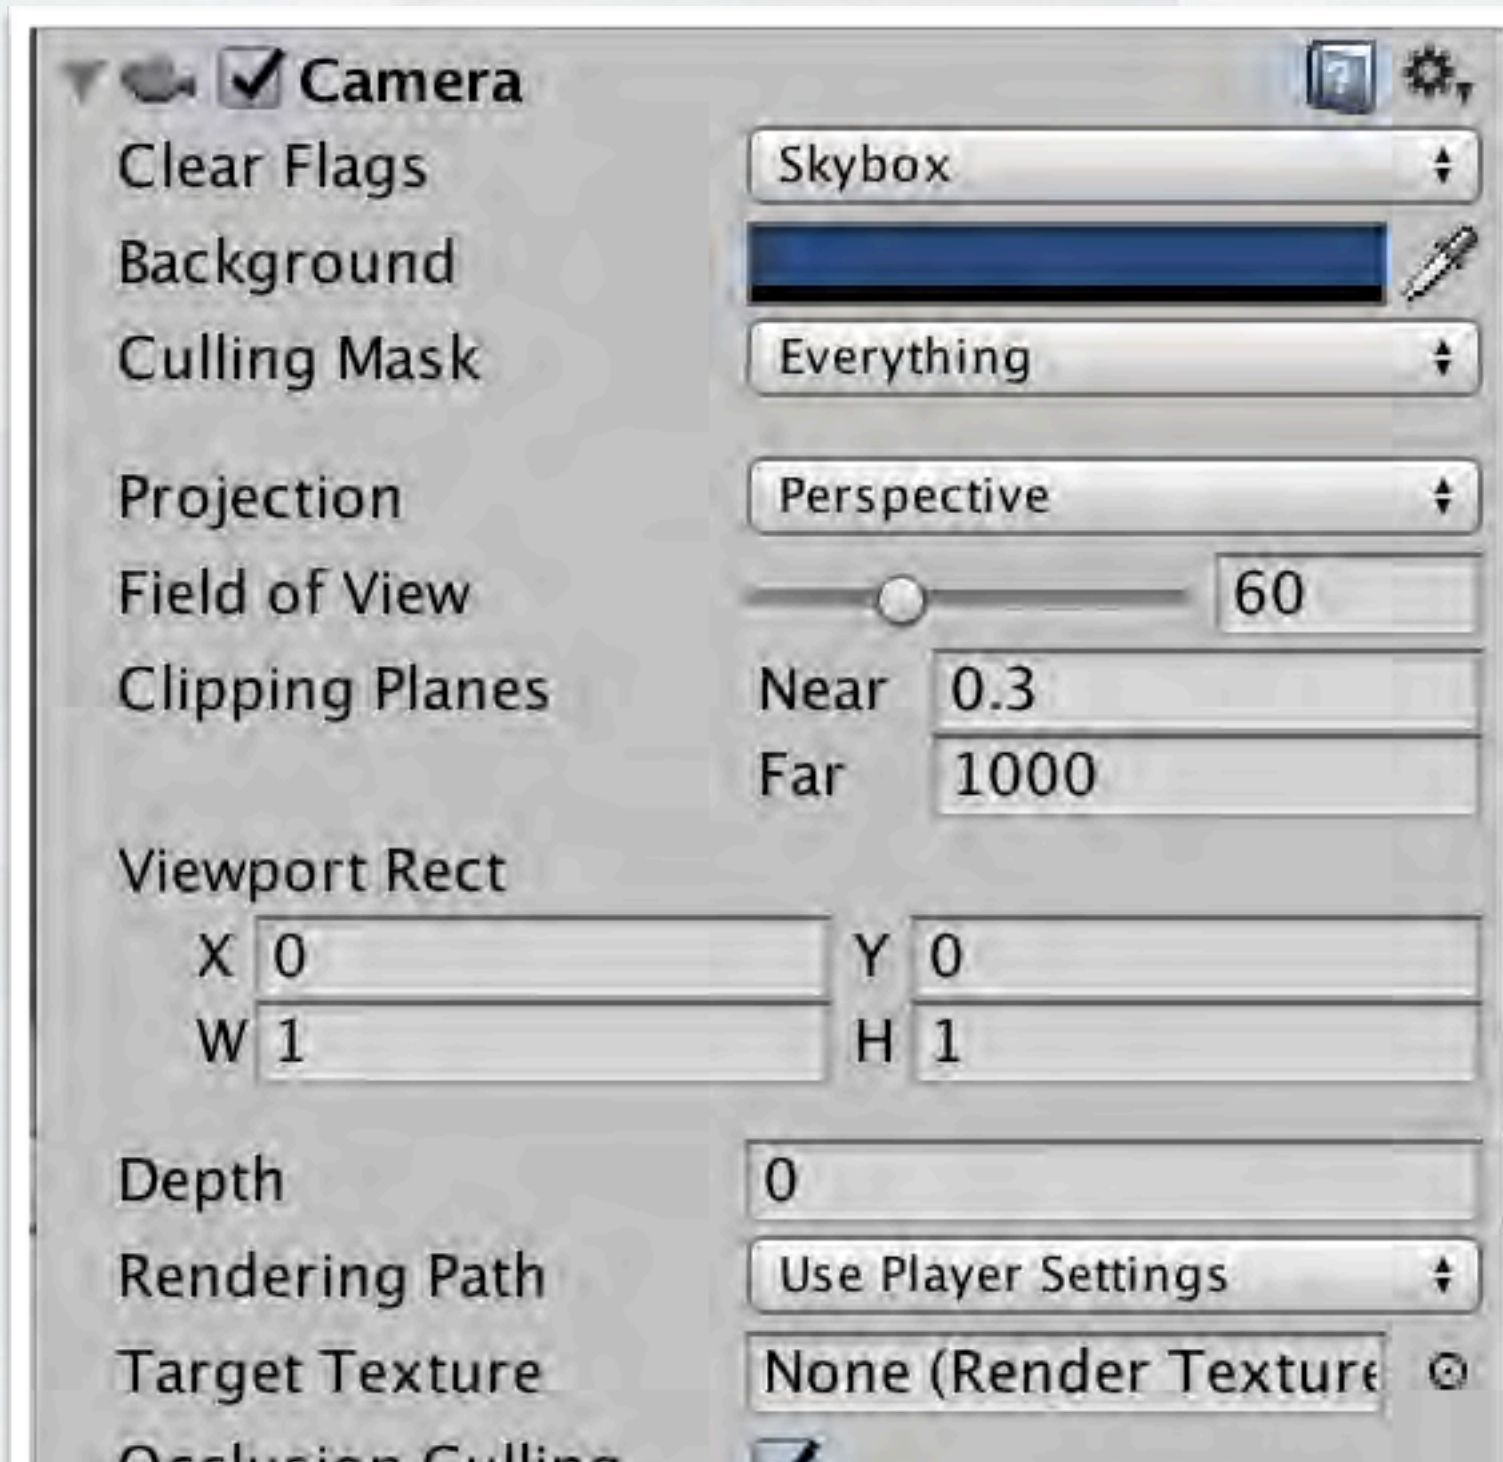 Camera
Clear Flags Skybox
Background
Culling Mask Everything
Projection Perspective
Field of View 60
Clipping Planes Near 0.3
Far 1000
Viewport Rect
X 0 Y 0
W 1 H 1
Depth 0
Rendering Path Use Player Settings
Target Texture None (Render Texture
Occlusion Culling